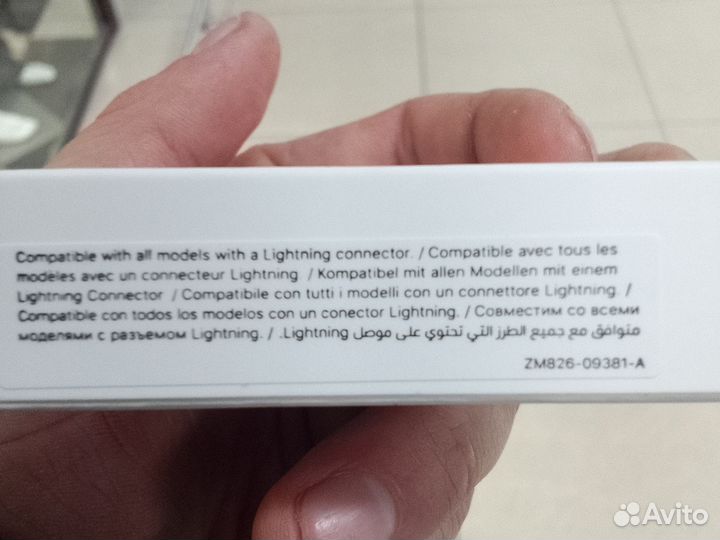 Compatible with all models with a Lightning connector. / Compatible avec tous les
modèles avec un connecteur Lightning / Kompatibel mit allen Modellen mit einem
Lightning Connector / Compatibile con tutti i modelli con un connettore Lightning. /
Compatible con todos los modelos con un conector Lightning. / Совместим со всеми
моделями с разъемом Lightning. / .Lightning متوافق مع جميع الطرز التي تحتوي على موصل
ZM826-09381-A
Avito